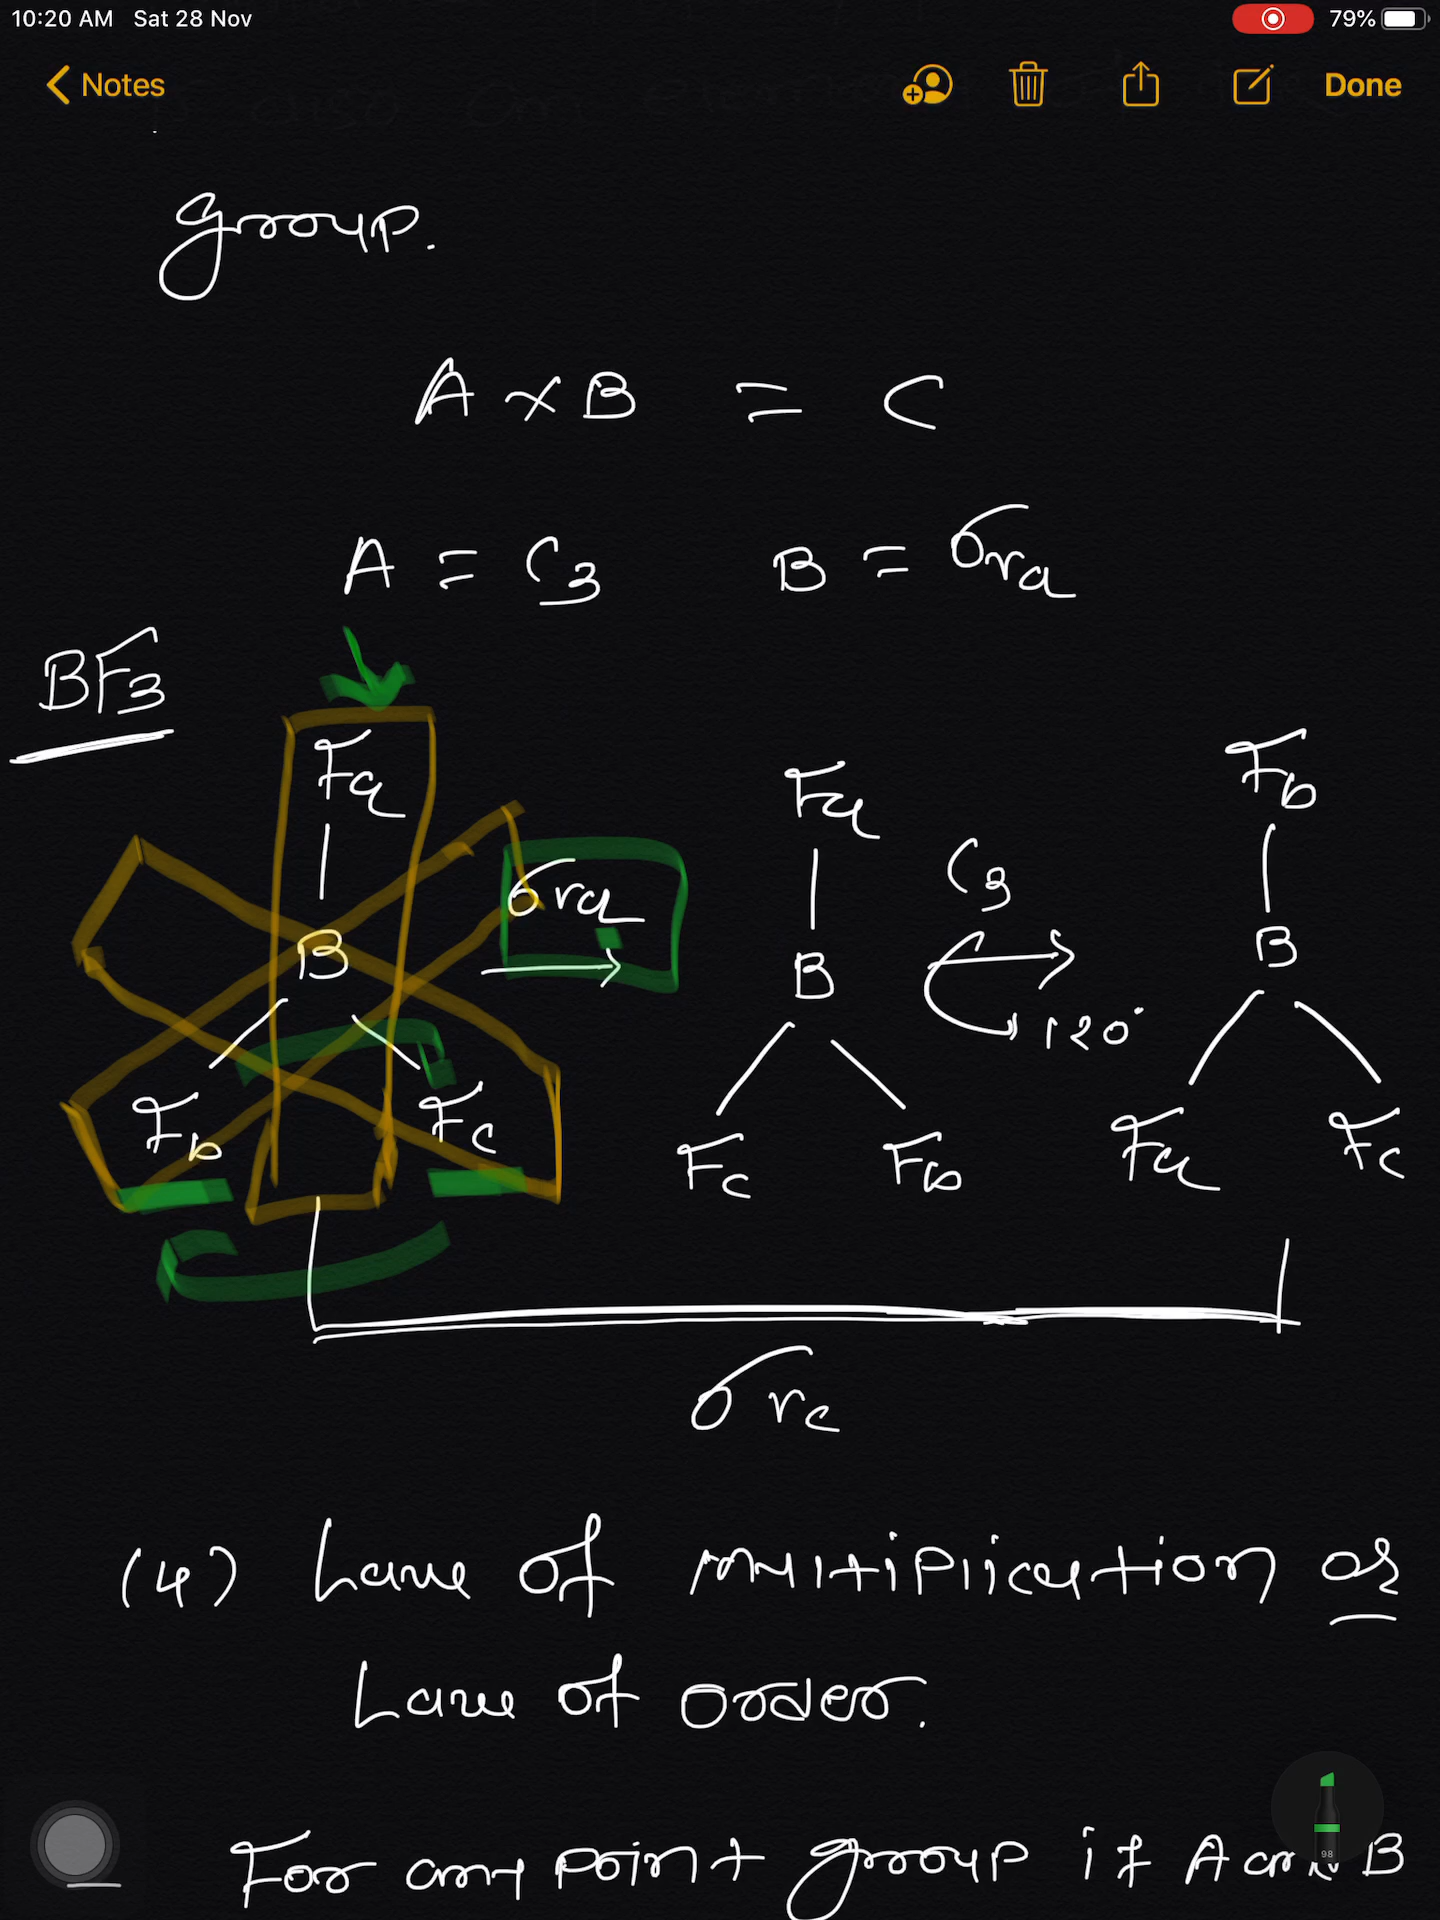 10:20 AM Sat 28 Nov 79%
Notes Done
group.
A × B = C
A = C3 B = σva
BF3
Fa Fa Fb
σva C3
B B B
120°
Fb Fc Fc Fb Fa Fc
σvc
(4) Law of multiplication or
Law of order.
98
For any point group if A and B